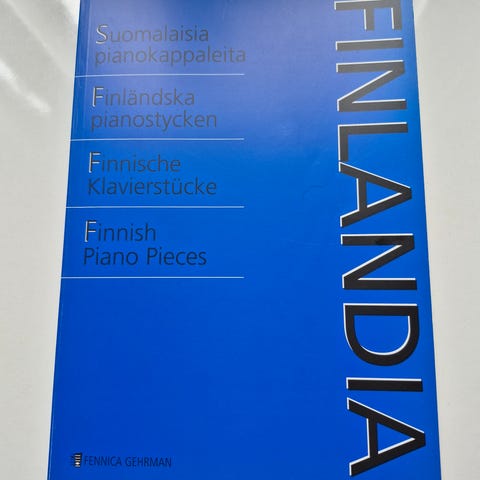 Suomalaisia
pianokappaleita
Finländska
pianostycken
Finnische
Klavierstücke
Finnish
Piano Pieces
FINLANDIA
FENNICA GEHRMAN